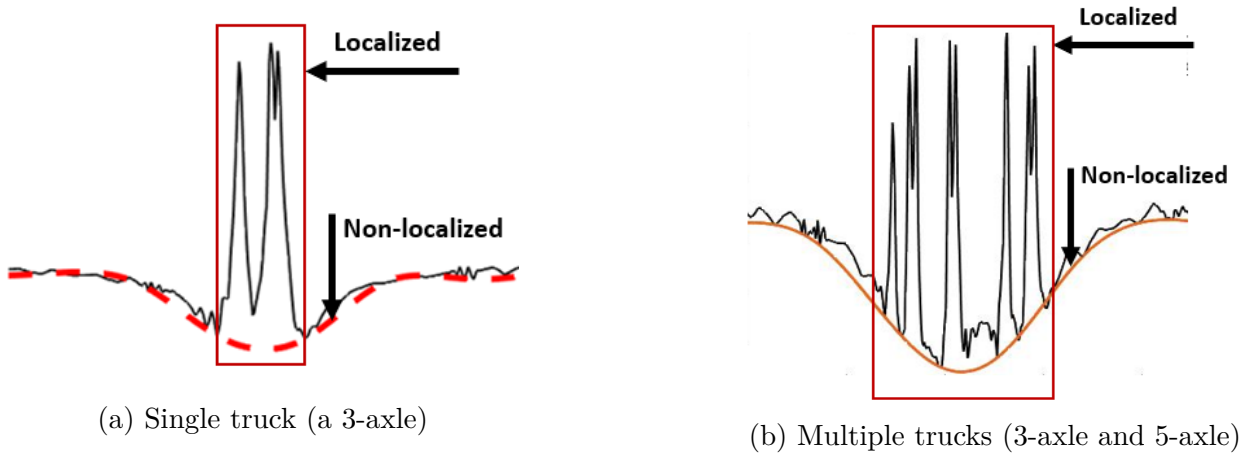 Localized
Non-localized
(a) Single truck (a 3-axle)
Localized
Non-localized
(b) Multiple trucks (3-axle and 5-axle)